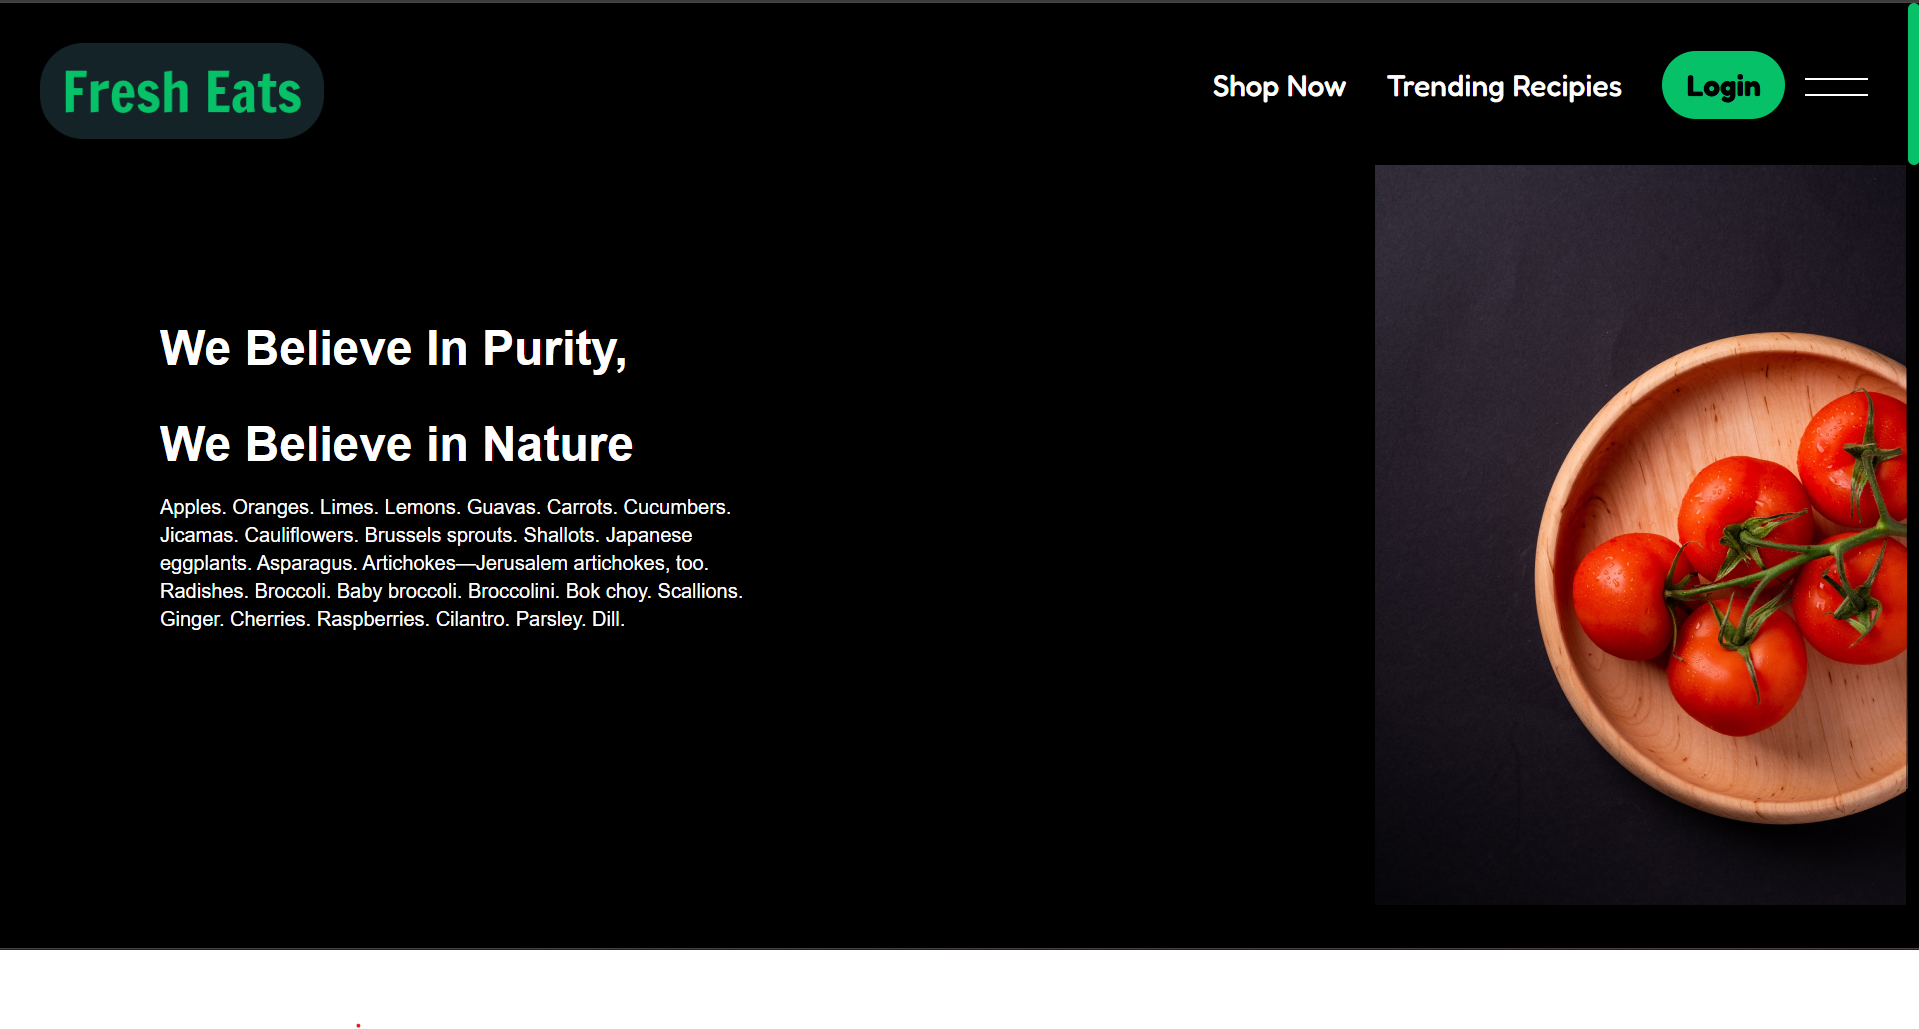 Fresh Eats
Shop Now
Trending Recipies
Login
We Believe In Purity,
We Believe in Nature
Apples. Oranges. Limes. Lemons. Guavas. Carrots. Cucumbers.
Jicamas. Cauliflowers. Brussels sprouts. Shallots. Japanese
eggplants. Asparagus. Artichokes—Jerusalem artichokes, too.
Radishes. Broccoli. Baby broccoli. Broccolini. Bok choy. Scallions.
Ginger. Cherries. Raspberries. Cilantro. Parsley. Dill.